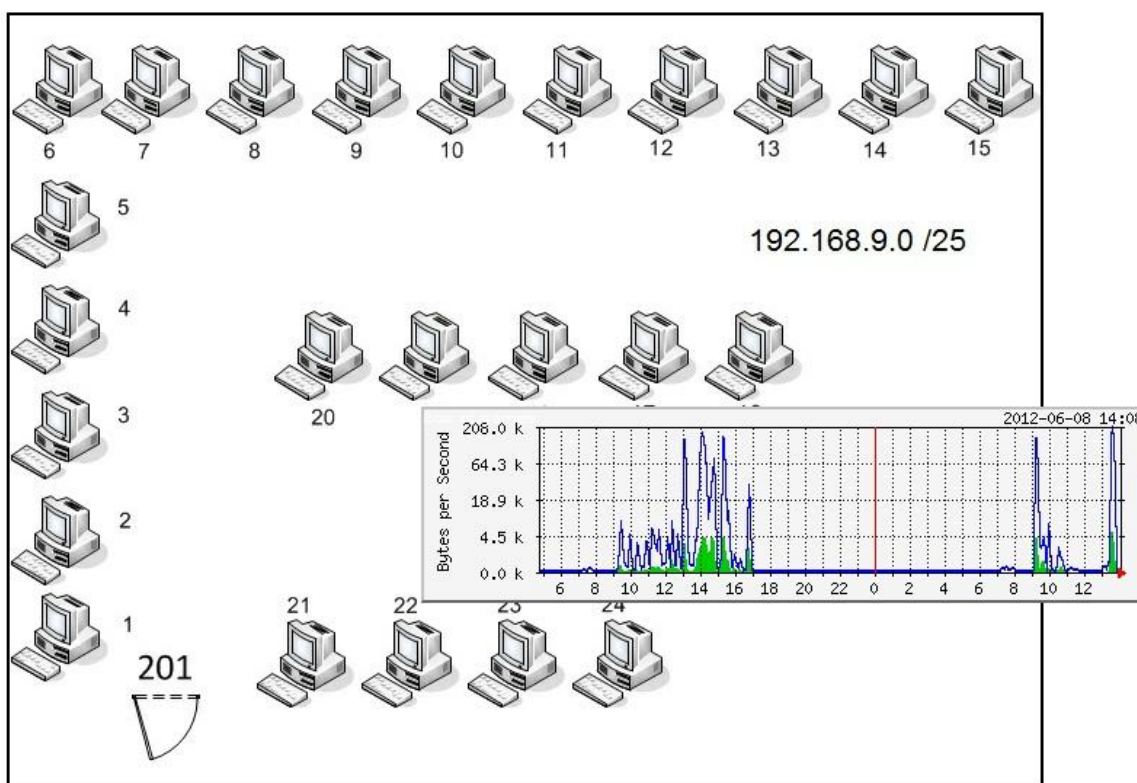 6 7 8 9 10 11 12 13 14 15
5
192.168.9.0 /25
4
3
20
2012-06-08 14:08
208.0 k
64.3 k
18.9 k
4.5 k
0.0 k
Bytes per Second
6 8 10 12 14 16 18 20 22 0 2 4 6 8 10 12
2
1
21 22 23 24
201